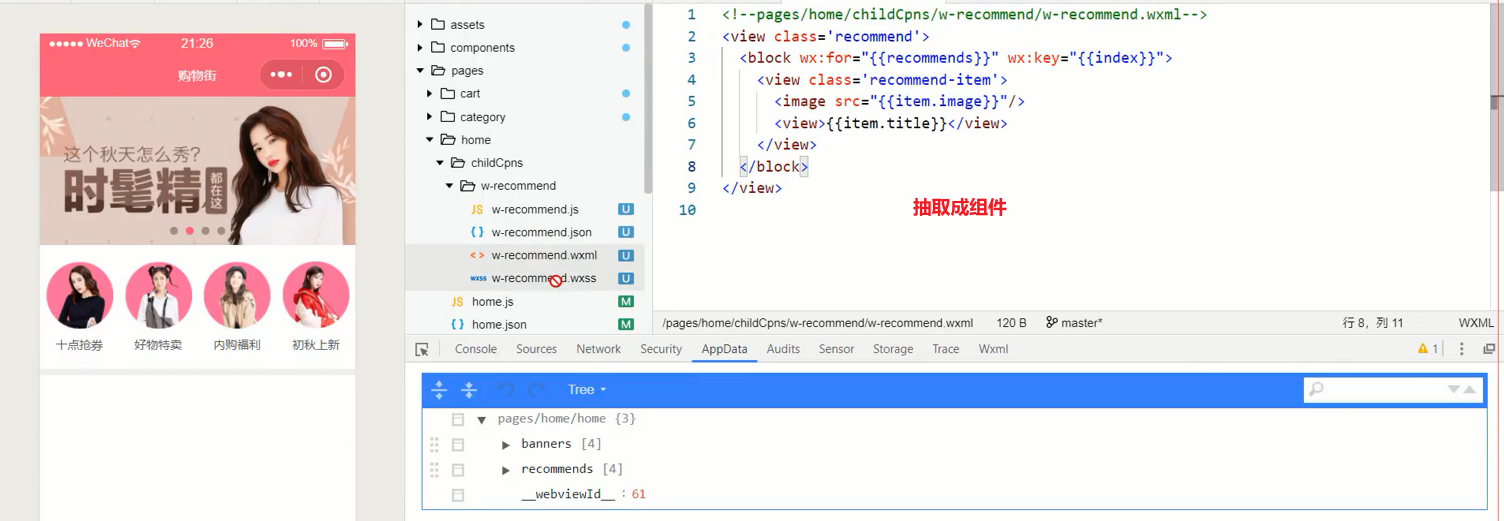 WeChat
21:26
100%
购物街
这个秋天怎么秀?
时髦精
都在这
十点抢券
好物特卖
内购福利
初秋上新
assets
components
pages
cart
category
home
childCpns
w-recommend
JS w-recommend.js U
{ } w-recommend.json U
< > w-recommend.wxml U
wxss w-recommend.wxss U
JS home.js M
{ } home.json M
1 <!--pages/home/childCpns/w-recommend/w-recommend.wxml-->
2 <view class='recommend'>
3 <block wx:for="{{recommends}}" wx:key="{{index}}">
4 <view class='recommend-item'>
5 <image src="{{item.image}}"/>
6 <view>{{item.title}}</view>
7 </view>
8 </block>
9 </view>
10
抽取成组件
/pages/home/childCpns/w-recommend/w-recommend.wxml 120 B master* 行 8, 列 11 WXML
Console Sources Network Security AppData Audits Sensor Storage Trace Wxml 1
Tree
pages/home/home {3}
banners [4]
recommends [4]
__webviewId__ : 61